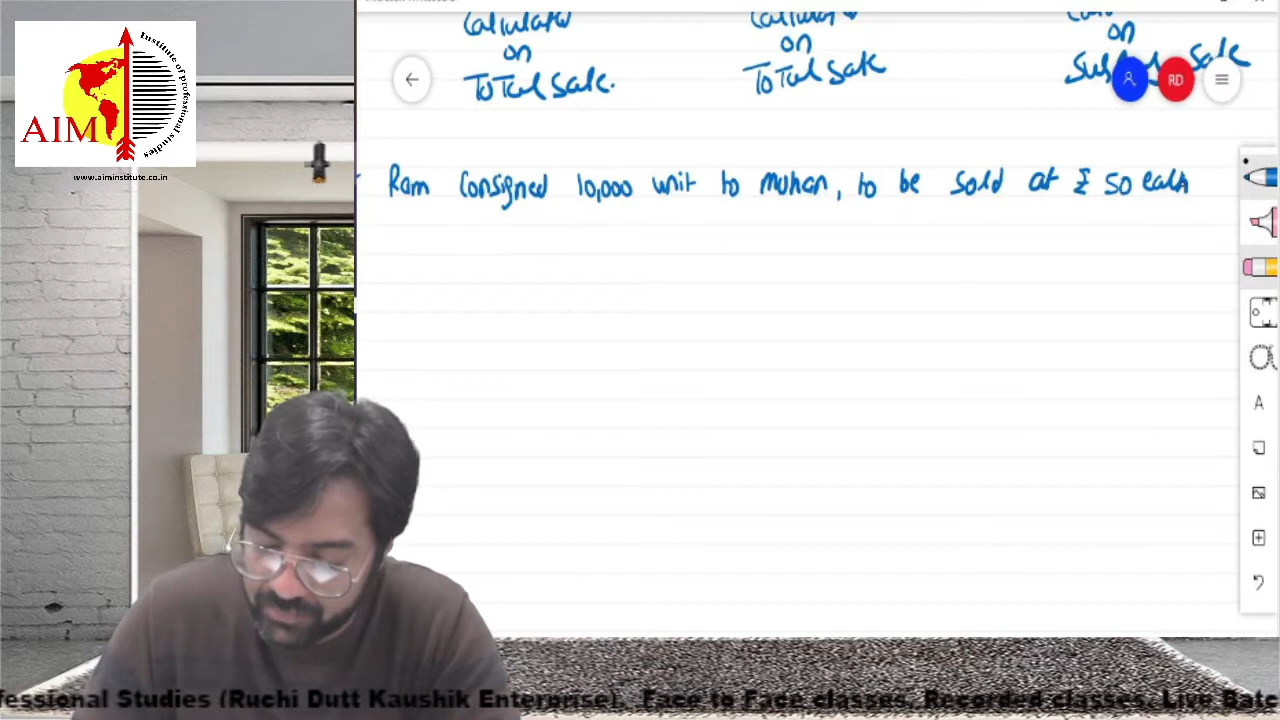 Calculated
on
Total Sale.
Calculated
on
Total Sale
on
Sale
Ram Consigned 10,000 unit to mohan, to be Sold at ₹ 50 each
RD
A
AIM
Institute of professional studies
www.aiminstitute.co.in
fessional Studies (Ruchi Dutt Kaushik Enterprise), Face to Face classes, Recorded classes, Live Batc